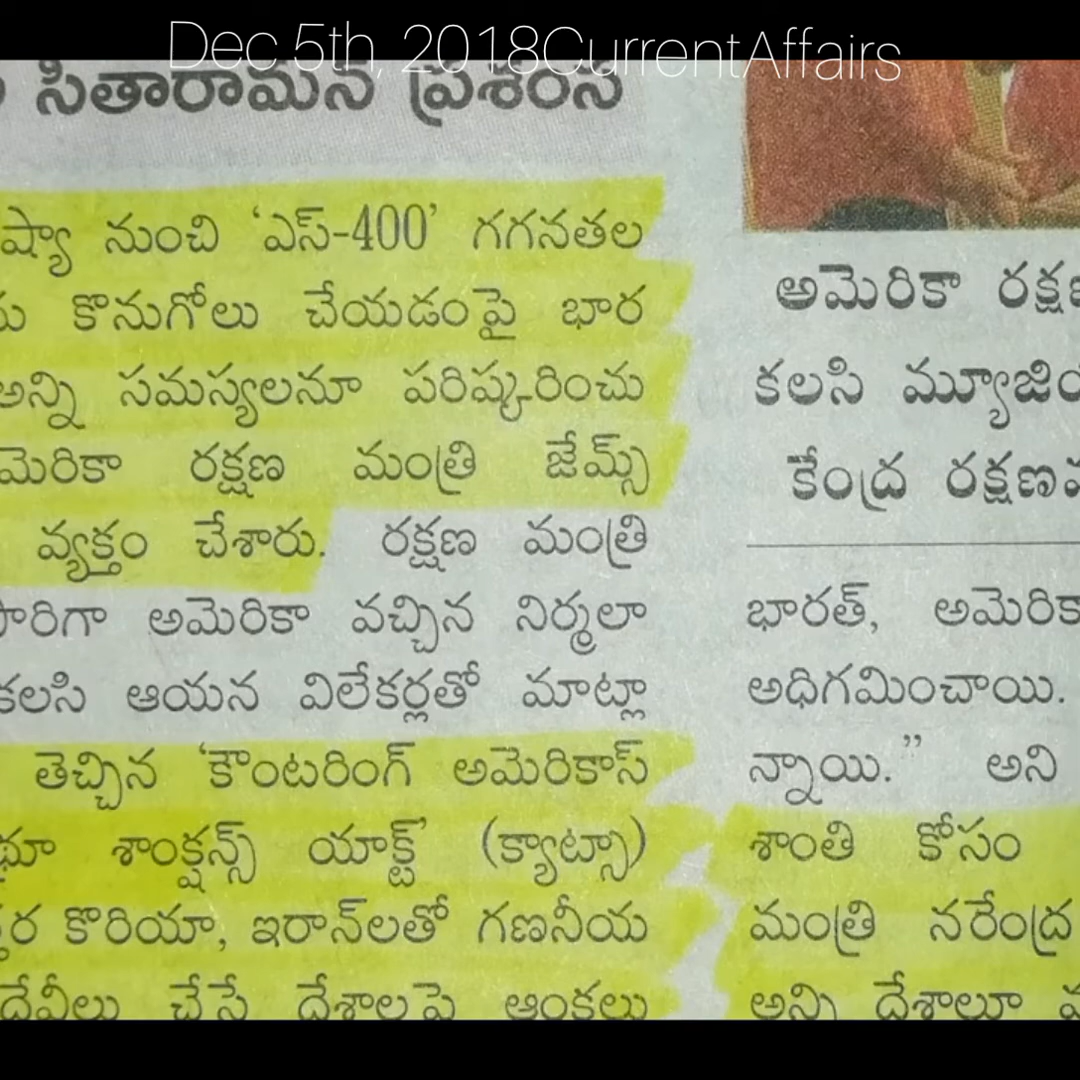 Dec 5th, 2018CurrentAffairs
సీతారామన్ ప్రశంస
నుంచి ‘ఎస్-400’ గగనతల
కొనుగోలు చేయడంపై భార
అన్ని సమస్యలనూ పరిష్కరించు
మెరికా రక్షణ మంత్రి జేమ్స్
వ్యక్తం చేశారు. రక్షణ మంత్రి
అమెరికా వచ్చిన నిర్మలా
కలిసి ఆయన విలేకర్లతో మాట్లా
తెచ్చిన ‘కౌంటరింగ్ అమెరికాస్
శాంక్షన్స్ యాక్ట్’ (క్యాట్సా)
కొరియా, ఇరాన్‌లతో గణనీయ
చేసే దేశాలపై ఆంక్షలు
అమెరికా రక్షణ
కలసి మ్యూజియ
కేంద్ర రక్షణమ
భారత్, అమెరికా
అధిగమించాయి.
న్నాయి.’’ అని
శాంతి కోసం
మంత్రి నరేంద్ర
అన్ని దేశాలూ